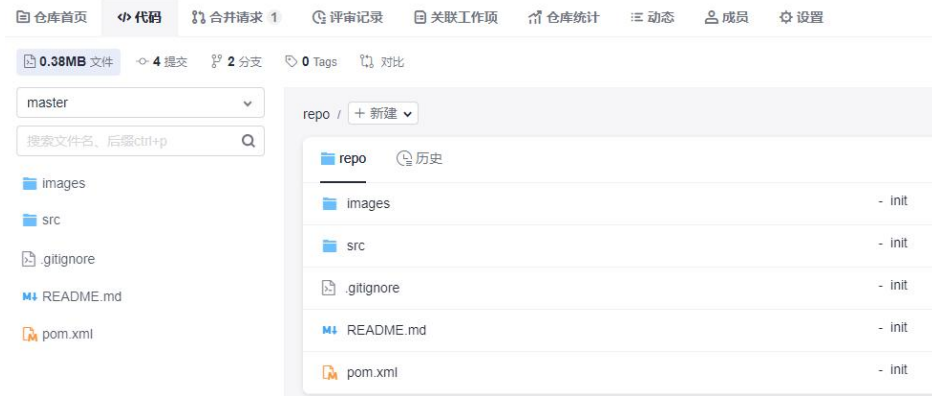 仓库首页 代码 合并请求 1 评审记录 关联工作项 仓库统计 动态 成员 设置
0.38MB 文件 4 提交 2 分支 0 Tags 对比
master
repo / + 新建
搜索文件名、后缀ctrl+p
repo 历史
images
src
.gitignore
README.md
pom.xml
images - init
src - init
.gitignore - init
README.md - init
pom.xml - init